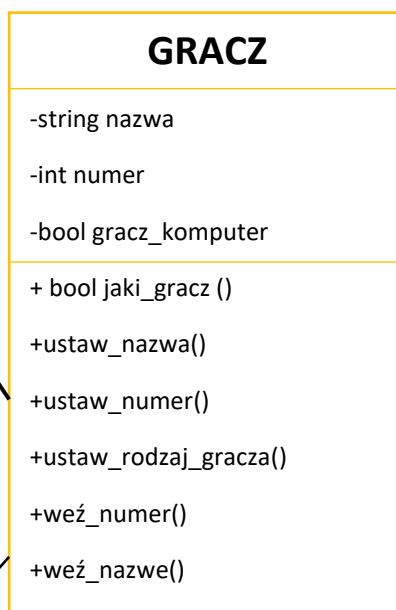 GRACZ
-string nazwa
-int numer
-bool gracz_komputer
+ bool jaki_gracz ()
+ustaw_nazwa()
+ustaw_numer()
+ustaw_rodzaj_gracza()
+weź_numer()
+weź_nazwe()